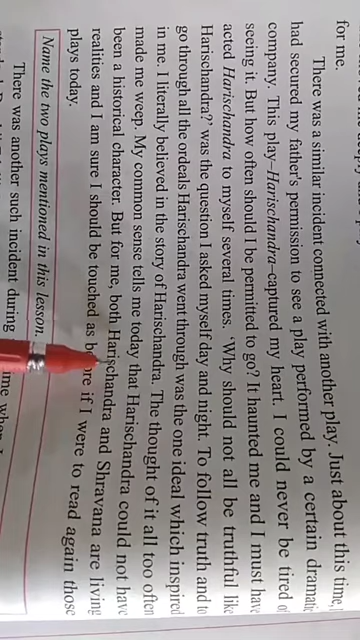 for me.
There was a similar incident connected with another play. Just about this time,
had secured my father's permission to see a play performed by a certain dramati
company. This play–Harischandra–captured my heart. I could never be tired o
seeing it. But how often should I be permitted to go? It haunted me and I must have
acted Harischandra to myself several times. 'Why should not all be truthful like
Harischandra?' was the question I asked myself day and night. To follow truth and to
go through all the ordeals Harischandra went through was the one ideal which inspired
in me. I literally believed in the story of Harischandra. The thought of it all too often
made me weep. My common sense tells me today that Harischandra could not have
been a historical character. But for me, both Harischandra and Shravana are living
realities and I am sure I should be touched as if I were to read again those
plays today.
Name the two plays mentioned in this lesson.
There was another such incident during